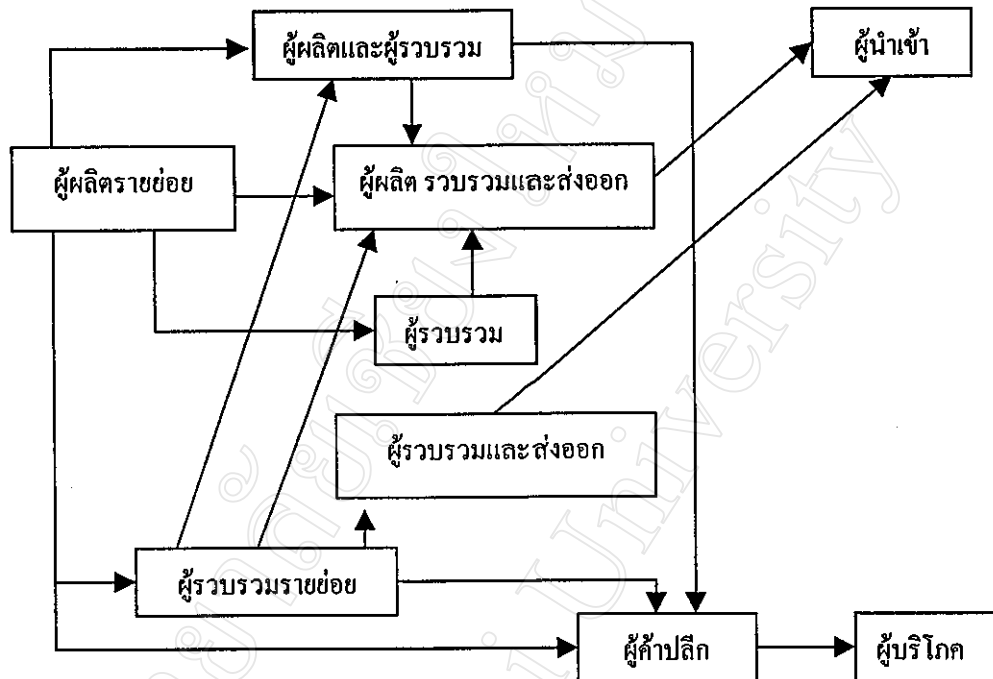 ผู้ผลิตและผู้รวบรวม
ผู้นำเข้า
ผู้ผลิตรายย่อย
ผู้ผลิต รวบรวมและส่งออก
ผู้รวบรวม
ผู้รวบรวมและส่งออก
ผู้รวบรวมรายย่อย
ผู้ค้าปลีก
ผู้บริโภค
University